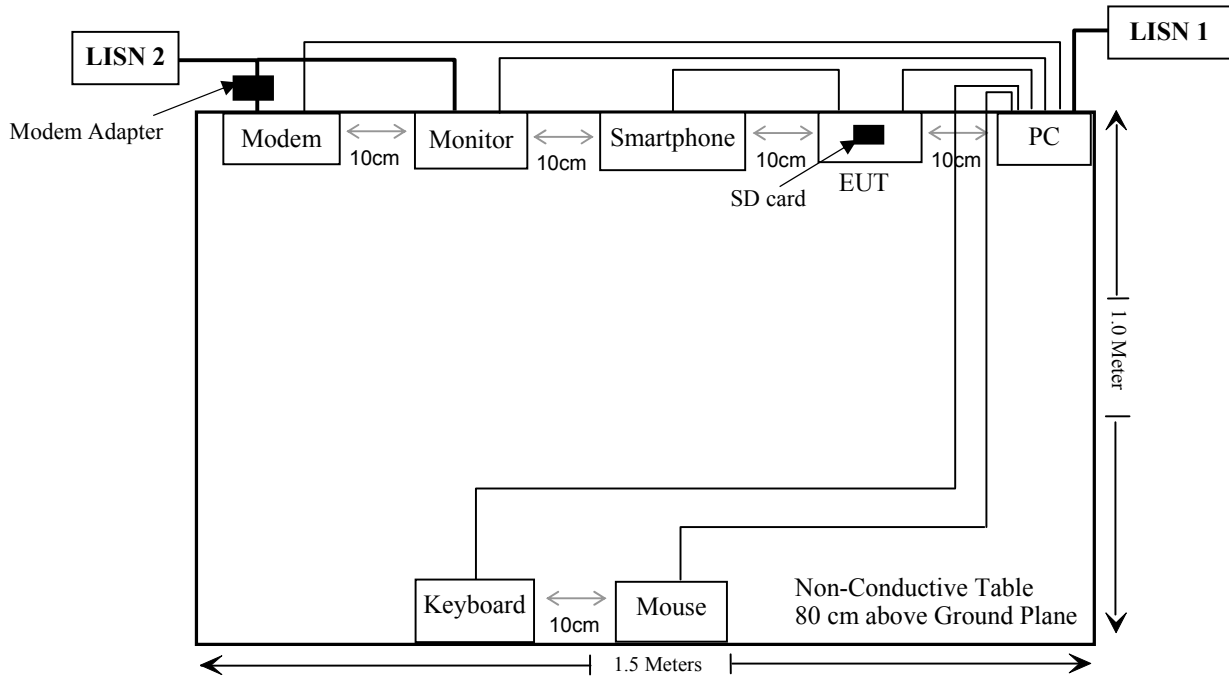 LISN 2
LISN 1
Modem Adapter
Modem
Monitor
Smartphone
PC
10cm
10cm
10cm
10cm
SD card
EUT
1.0 Meter
Keyboard
Mouse
10cm
Non-Conductive Table
80 cm above Ground Plane
1.5 Meters